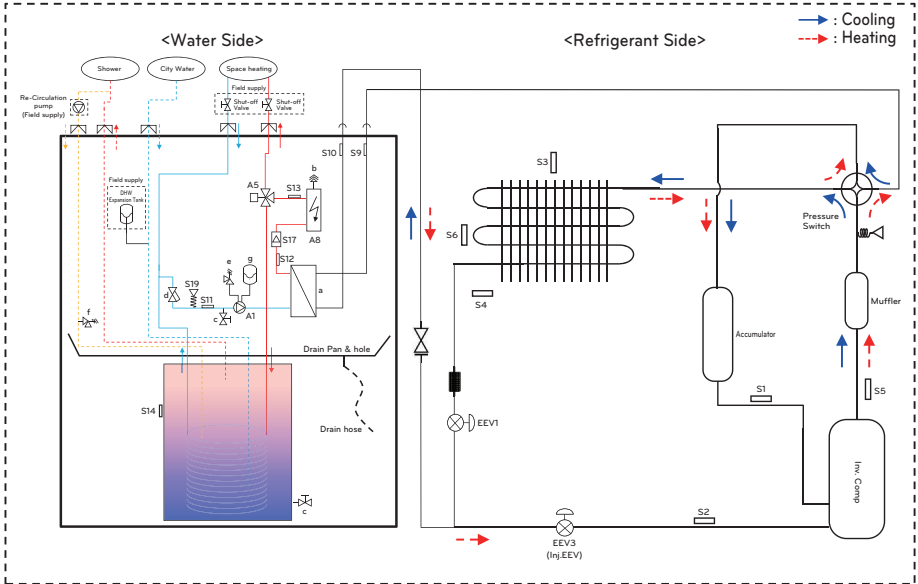 <Water Side>
<Refrigerant Side>
: Cooling
: Heating
Shower
City Water
Space heating
Field supply
Shut-off
Valve
Shut-off
Valve
Re-Circulation
pump
(Field supply)
S10
S9
Field supply
DHW
Expansion Tank
A5
S13
b
A8
S17
S12
a
e
g
d
S19
S11
c
A1
f
Drain Pan & hole
S14
Drain hose
c
S3
S6
S4
EEV1
EEV3
(Inj.EEV)
S2
S1
Accumulator
Pressure
Switch
Muffler
S5
Inv. Comp